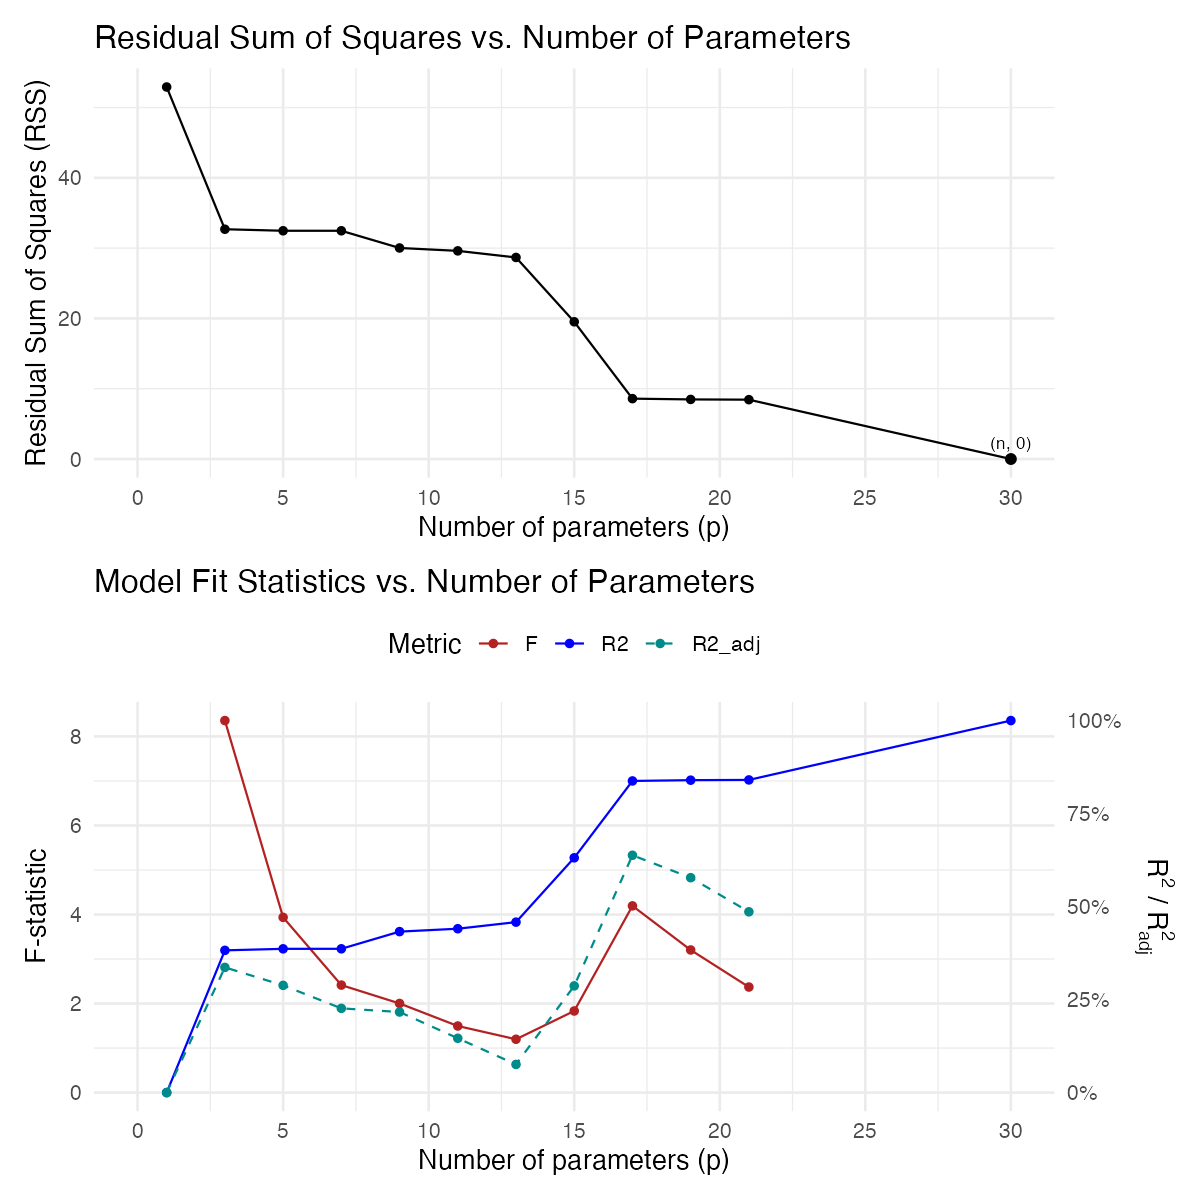 Residual Sum of Squares vs. Number of Parameters
Residual Sum of Squares (RSS)
40
20
0
(n, 0)
0 5 10 15 20 25 30
Number of parameters (p)
Model Fit Statistics vs. Number of Parameters
Metric F R2 R2_adj
F-statistic
8
6
4
2
0
100%
75%
50%
25%
0%
R² / R²adj
0 5 10 15 20 25 30
Number of parameters (p)